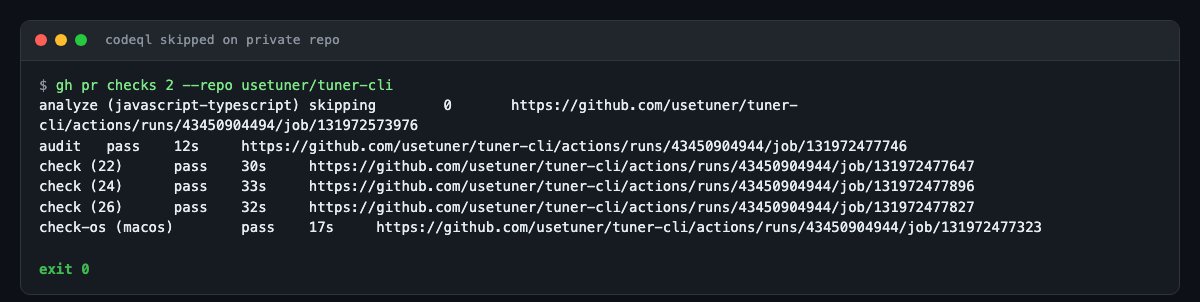 codeql skipped on private repo
$ gh pr checks 2 --repo usetuner/tuner-cli
analyze (javascript-typescript) skipping 0 https://github.com/usetuner/tuner-
cli/actions/runs/43450904494/job/131972573976
audit pass 12s https://github.com/usetuner/tuner-cli/actions/runs/43450904944/job/131972477746
check (22) pass 30s https://github.com/usetuner/tuner-cli/actions/runs/43450904944/job/131972477647
check (24) pass 33s https://github.com/usetuner/tuner-cli/actions/runs/43450904944/job/131972477896
check (26) pass 32s https://github.com/usetuner/tuner-cli/actions/runs/43450904944/job/131972477827
check-os (macos) pass 17s https://github.com/usetuner/tuner-cli/actions/runs/43450904944/job/131972477323
exit 0